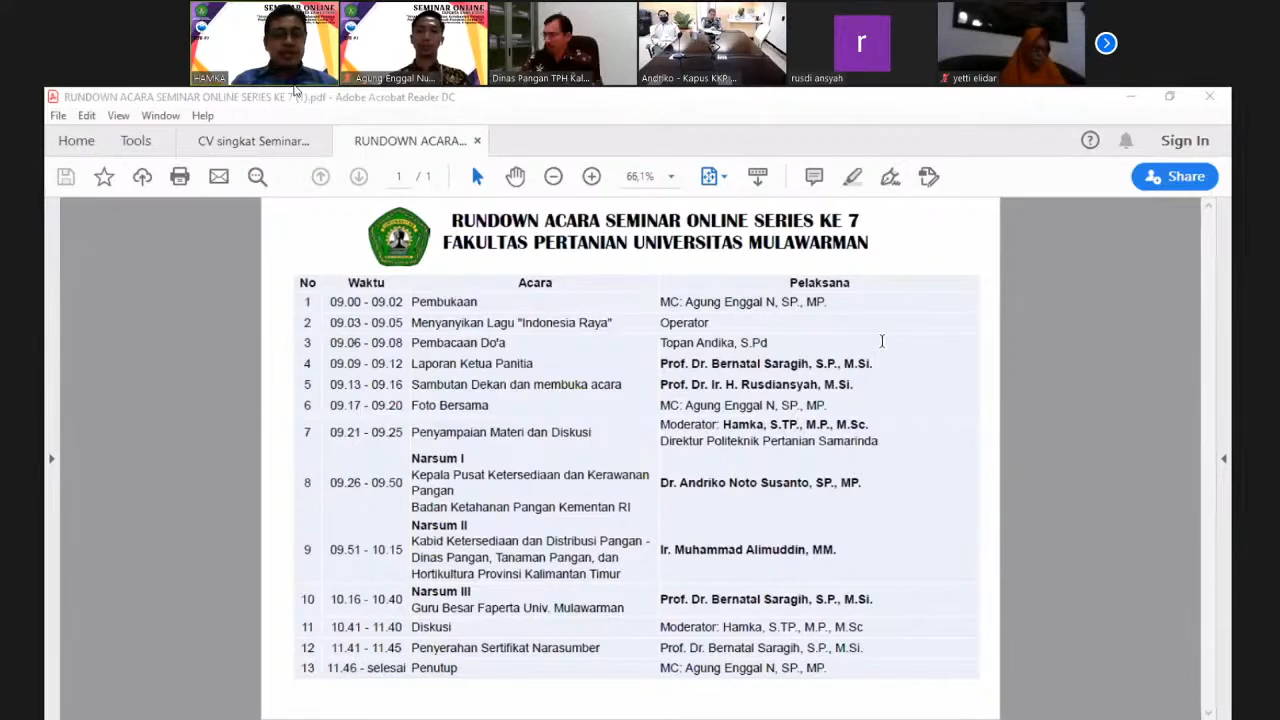 SEMINAR ONLINE
SEMINAR ONLINE
HAMKA
Agung Enggal Nu...
Dinas Pangan TPH Kal...
Andriko - Kapus KKP...
r
rusdi ansyah
yetti elidar
RUNDOWN ACARA SEMINAR ONLINE SERIES KE 7 (1).pdf - Adobe Acrobat Reader DC
File Edit View Window Help
Home Tools CV singkat Seminar... RUNDOWN ACARA... ×
Sign In
1 / 1 66,1% Share
RUNDOWN ACARA SEMINAR ONLINE SERIES KE 7
FAKULTAS PERTANIAN UNIVERSITAS MULAWARMAN
No Waktu Acara Pelaksana
1 09.00 - 09.02 Pembukaan MC: Agung Enggal N, SP., MP.
2 09.03 - 09.05 Menyanyikan Lagu "Indonesia Raya" Operator
3 09.06 - 09.08 Pembacaan Do'a Topan Andika, S.Pd
4 09.09 - 09.12 Laporan Ketua Panitia Prof. Dr. Bernatal Saragih, S.P., M.Si.
5 09.13 - 09.16 Sambutan Dekan dan membuka acara Prof. Dr. Ir. H. Rusdiansyah, M.Si.
6 09.17 - 09.20 Foto Bersama MC: Agung Enggal N, SP., MP.
7 09.21 - 09.25 Penyampaian Materi dan Diskusi Moderator: Hamka, S.TP., M.P., M.Sc.
Direktur Politeknik Pertanian Samarinda
Narsum I
8 09.26 - 09.50 Kepala Pusat Ketersediaan dan Kerawanan
Pangan Dr. Andriko Noto Susanto, SP., MP.
Badan Ketahanan Pangan Kementan RI
Narsum II
9 09.51 - 10.15 Kabid Ketersediaan dan Distribusi Pangan -
Dinas Pangan, Tanaman Pangan, dan Ir. Muhammad Alimuddin, MM.
Hortikultura Provinsi Kalimantan Timur
Narsum III
10 10.16 - 10.40 Guru Besar Faperta Univ. Mulawarman Prof. Dr. Bernatal Saragih, S.P., M.Si.
11 10.41 - 11.40 Diskusi Moderator: Hamka, S.TP., M.P., M.Sc
12 11.41 - 11.45 Penyerahan Sertifikat Narasumber Prof. Dr. Bernatal Saragih, S.P., M.Si.
13 11.46 - selesai Penutup MC: Agung Enggal N, SP., MP.